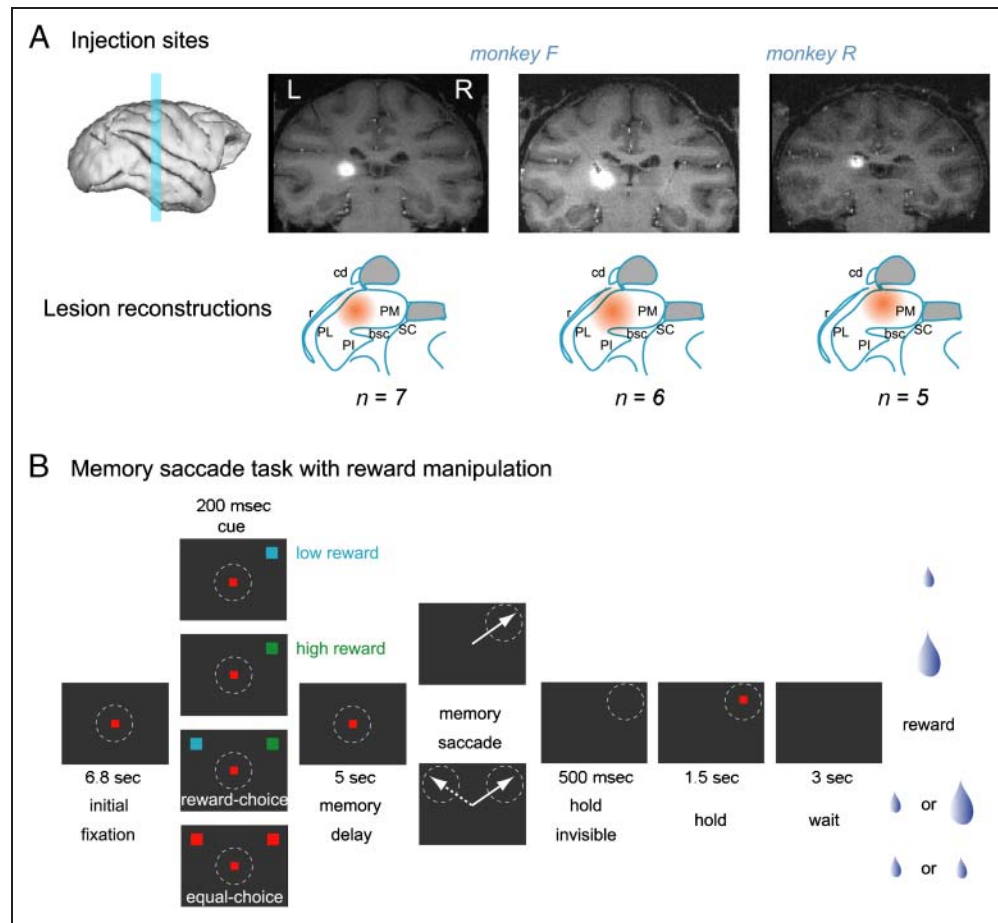 A Injection sites
monkey F
monkey R
L R
Lesion reconstructions
cd
r
PL
PI
bsc
PM
SC
n = 7
cd
r
PL
PI
bsc
PM
SC
n = 6
cd
r
PL
PI
bsc
PM
SC
n = 5
B Memory saccade task with reward manipulation
200 msec
cue
low reward
high reward
reward-choice
equal-choice
6.8 sec
initial
fixation
5 sec
memory
delay
memory
saccade
500 msec
hold
invisible
1.5 sec
hold
3 sec
wait
reward
or
or